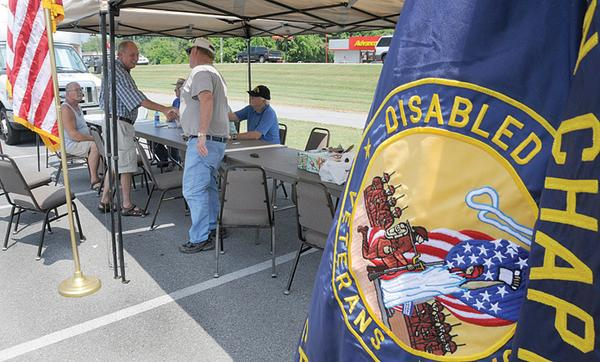 DISABLED
VETERANS
CHAP
Advance